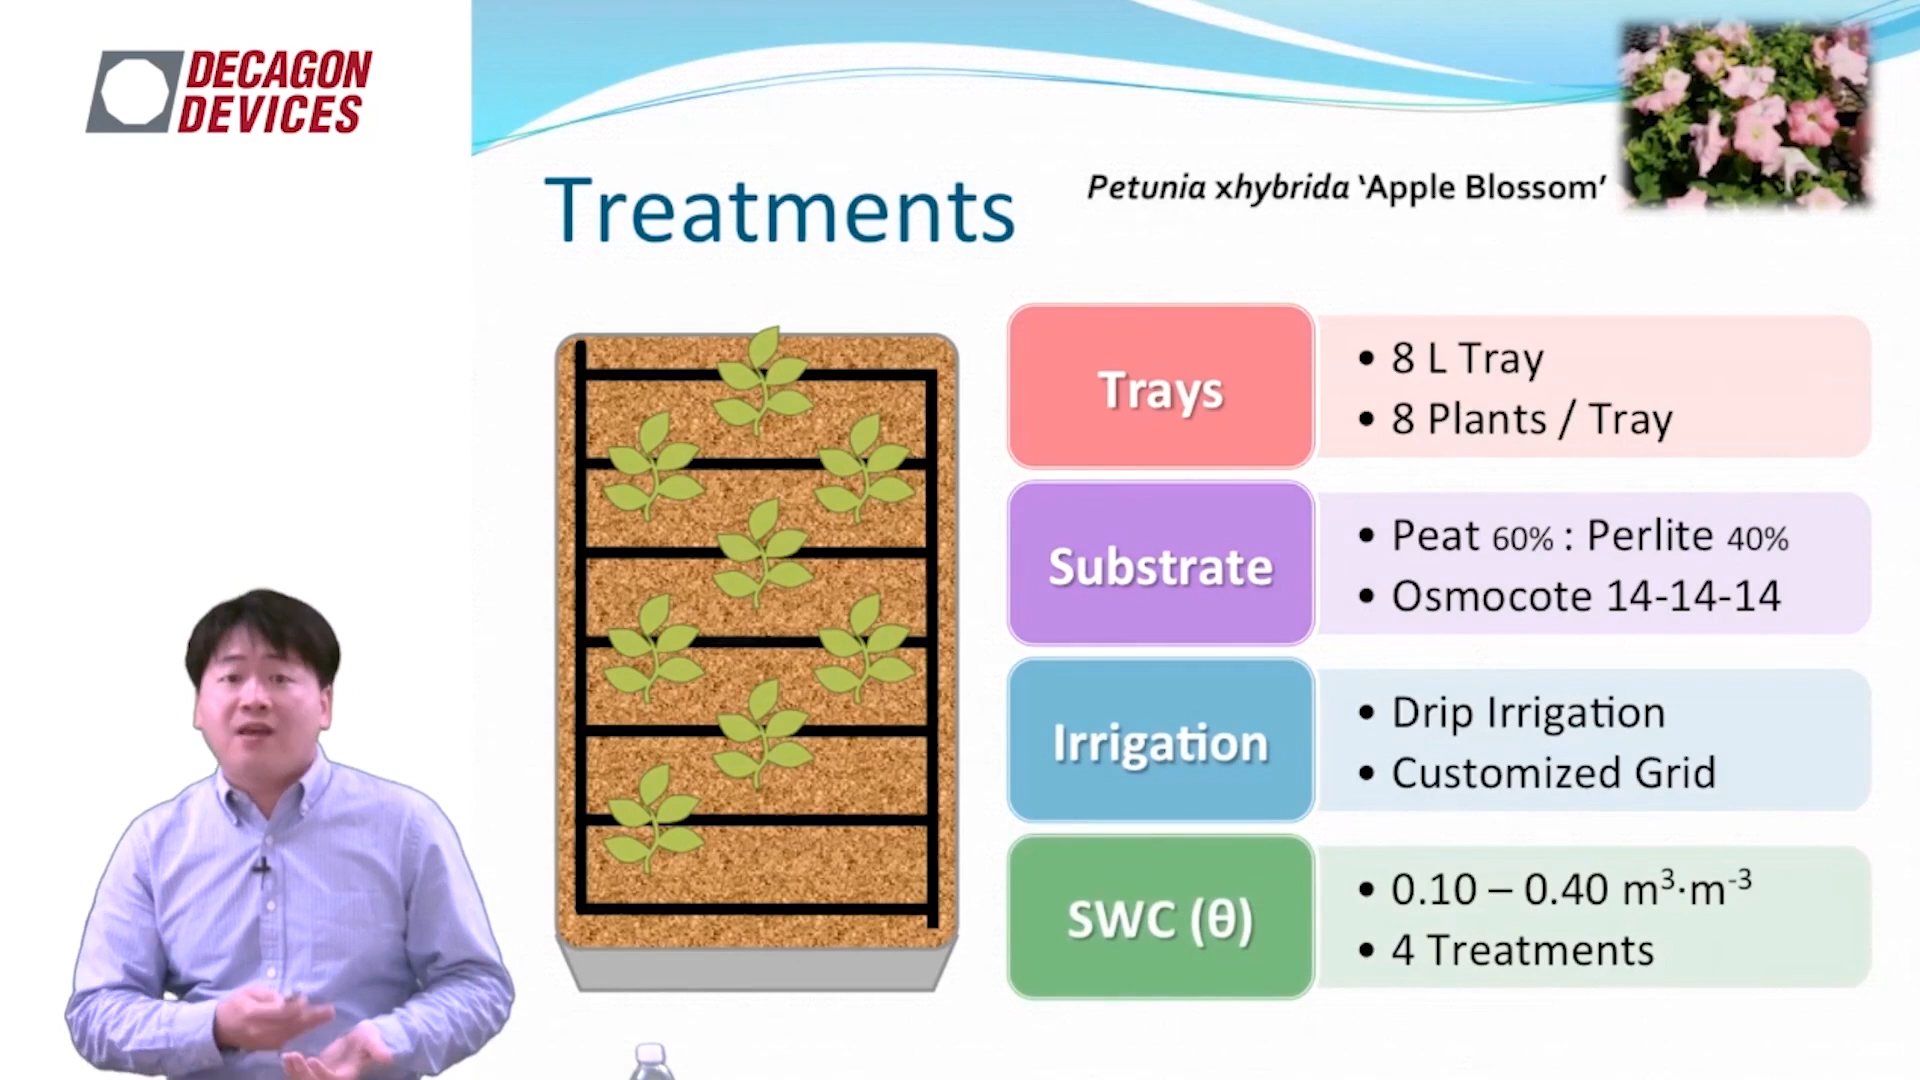 DECAGON
DEVICES
Treatments
Petunia xhybrida ‘Apple Blossom’
Trays
• 8 L Tray
• 8 Plants / Tray
Substrate
• Peat 60% : Perlite 40%
• Osmocote 14-14-14
Irrigation
• Drip Irrigation
• Customized Grid
SWC (θ)
• 0.10 – 0.40 m³·m⁻³
• 4 Treatments